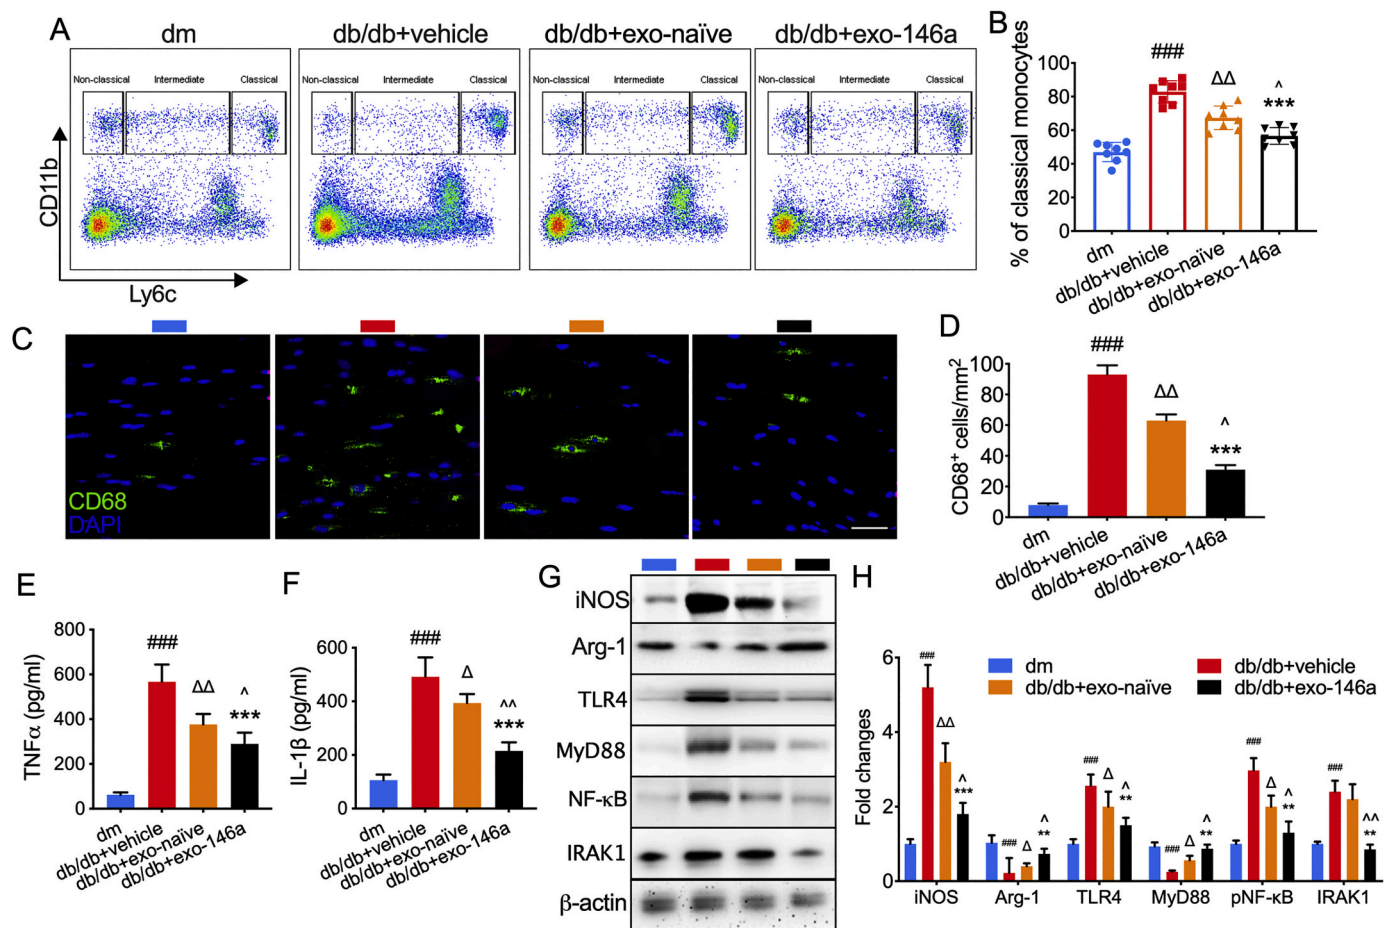 A
dm
db/db+vehicle
db/db+exo-naïve
db/db+exo-146a
Non-classical Intermediate Classical
Non-classical Intermediate Classical
Non-classical Intermediate Classical
Non-classical Intermediate Classical
CD11b
Ly6c
B
% of classical monocytes
100
80
60
40
20
0
###
ΔΔ
^
***
dm
db/db+vehicle
db/db+exo-naïve
db/db+exo-146a
C
CD68
DAPI
D
CD68+ cells/mm2
100
80
60
40
20
0
###
ΔΔ
^
***
dm
db/db+vehicle
db/db+exo-naïve
db/db+exo-146a
E
TNFα (pg/ml)
800
600
400
200
0
###
ΔΔ
^
***
dm
db/db+vehicle
db/db+exo-naïve
db/db+exo-146a
F
IL-1β (pg/ml)
600
400
200
0
###
Δ
^^
***
dm
db/db+vehicle
db/db+exo-naïve
db/db+exo-146a
G
iNOS
Arg-1
TLR4
MyD88
NF-κB
IRAK1
β-actin
H
dm
db/db+vehicle
db/db+exo-naïve
db/db+exo-146a
Fold changes
6
4
2
0
### ΔΔ ^ ***
### Δ ^ **
### Δ ^ **
### Δ ^ **
### Δ ^ **
### ^^ **
iNOS Arg-1 TLR4 MyD88 pNF-κB IRAK1